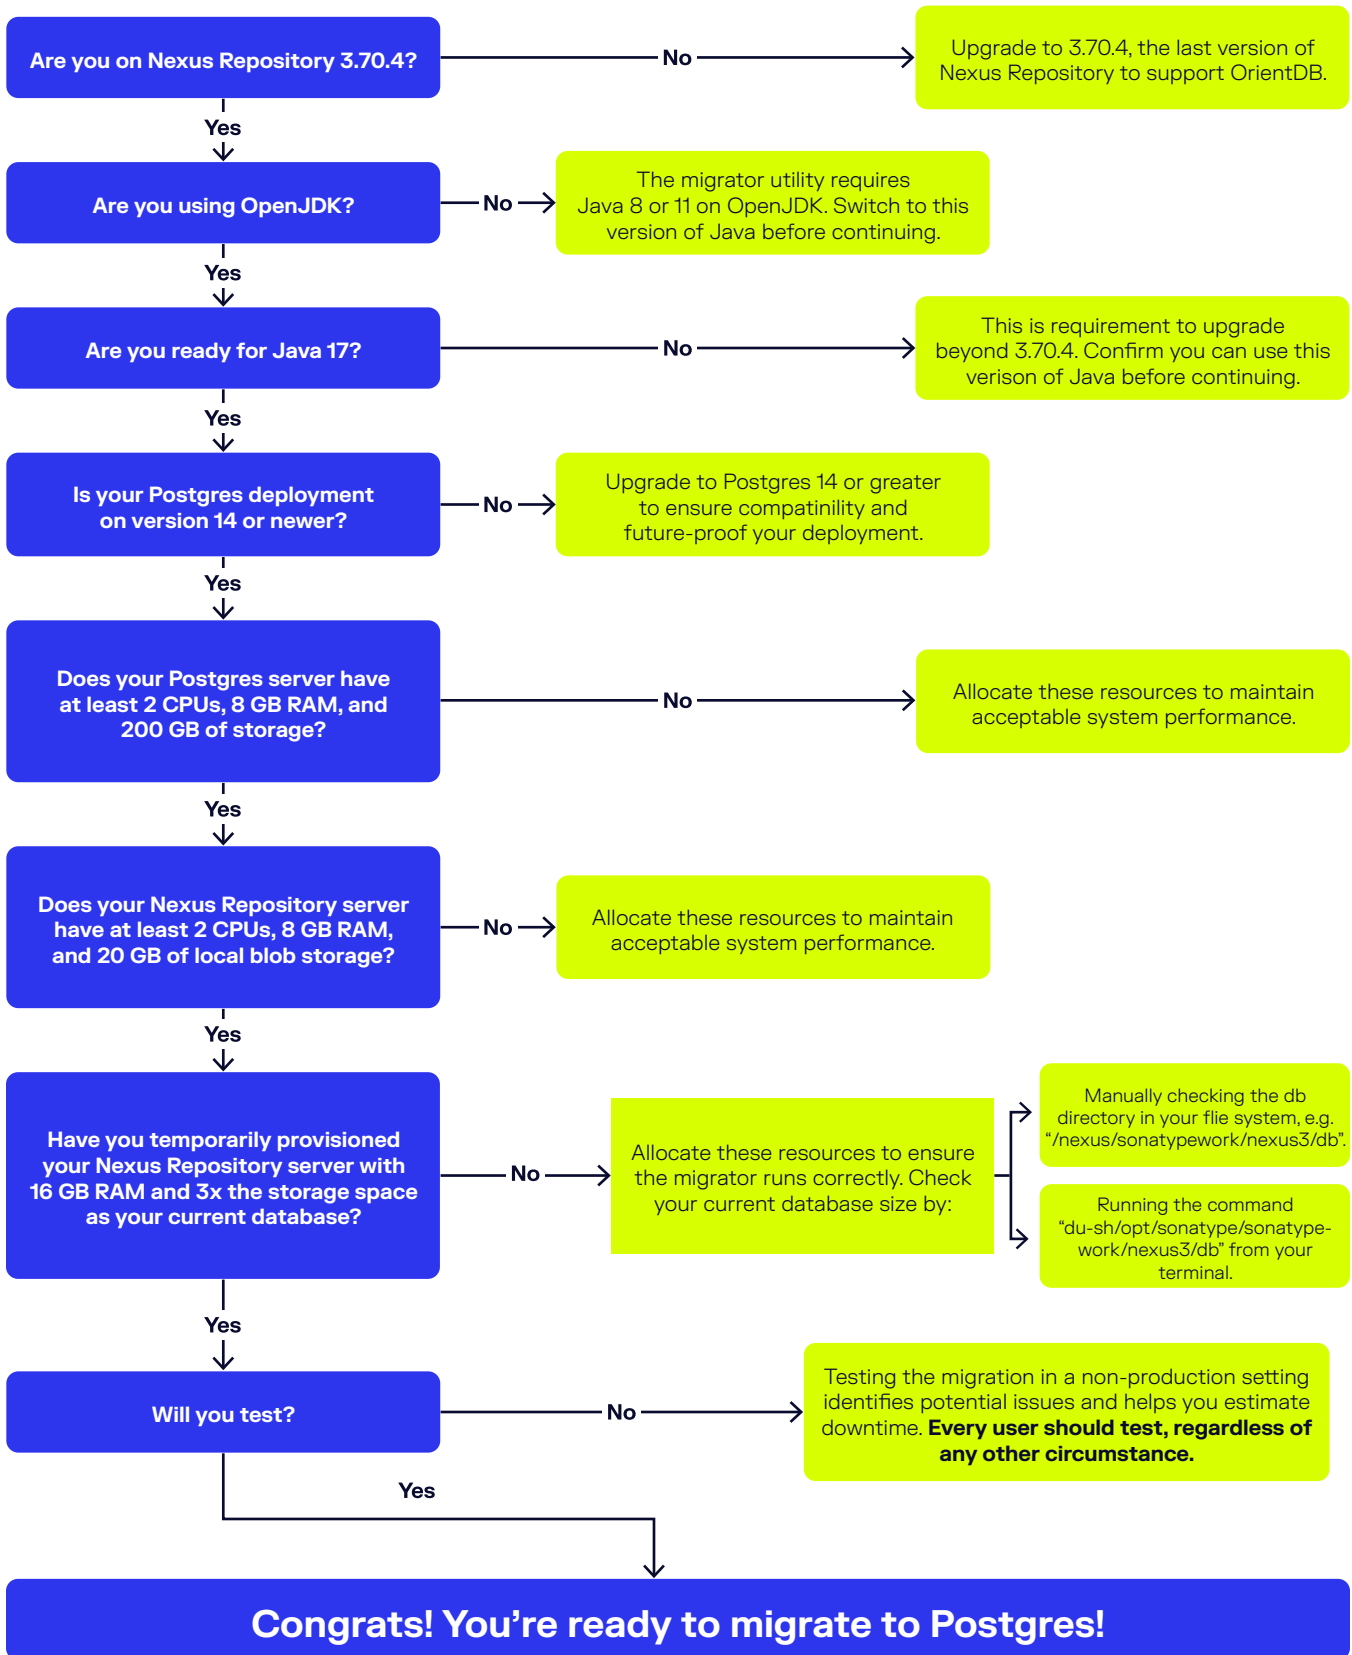 Are you on Nexus Repository 3.70.4?
No
Upgrade to 3.70.4, the last version of
Nexus Repository to support OrientDB.
Yes
Are you using OpenJDK?
No
The migrator utility requires
Java 8 or 11 on OpenJDK. Switch to this
version of Java before continuing.
Yes
Are you ready for Java 17?
No
This is requirement to upgrade
beyond 3.70.4. Confirm you can use this
verison of Java before continuing.
Yes
Is your Postgres deployment
on version 14 or newer?
No
Upgrade to Postgres 14 or greater
to ensure compatinility and
future-proof your deployment.
Yes
Does your Postgres server have
at least 2 CPUs, 8 GB RAM, and
200 GB of storage?
No
Allocate these resources to maintain
acceptable system performance.
Yes
Does your Nexus Repository server
have at least 2 CPUs, 8 GB RAM,
and 20 GB of local blob storage?
No
Allocate these resources to maintain
acceptable system performance.
Yes
Have you temporarily provisioned
your Nexus Repository server with
16 GB RAM and 3x the storage space
as your current database?
No
Allocate these resources to ensure
the migrator runs correctly. Check
your current database size by:
Manually checking the db
directory in your flie system, e.g.
“/nexus/sonatypework/nexus3/db”.
Running the command
“du-sh/opt/sonatype/sonatype-
work/nexus3/db” from your
terminal.
Yes
Will you test?
No
Testing the migration in a non-production setting
identifies potential issues and helps you estimate
downtime. Every user should test, regardless of
any other circumstance.
Yes
Congrats! You’re ready to migrate to Postgres!